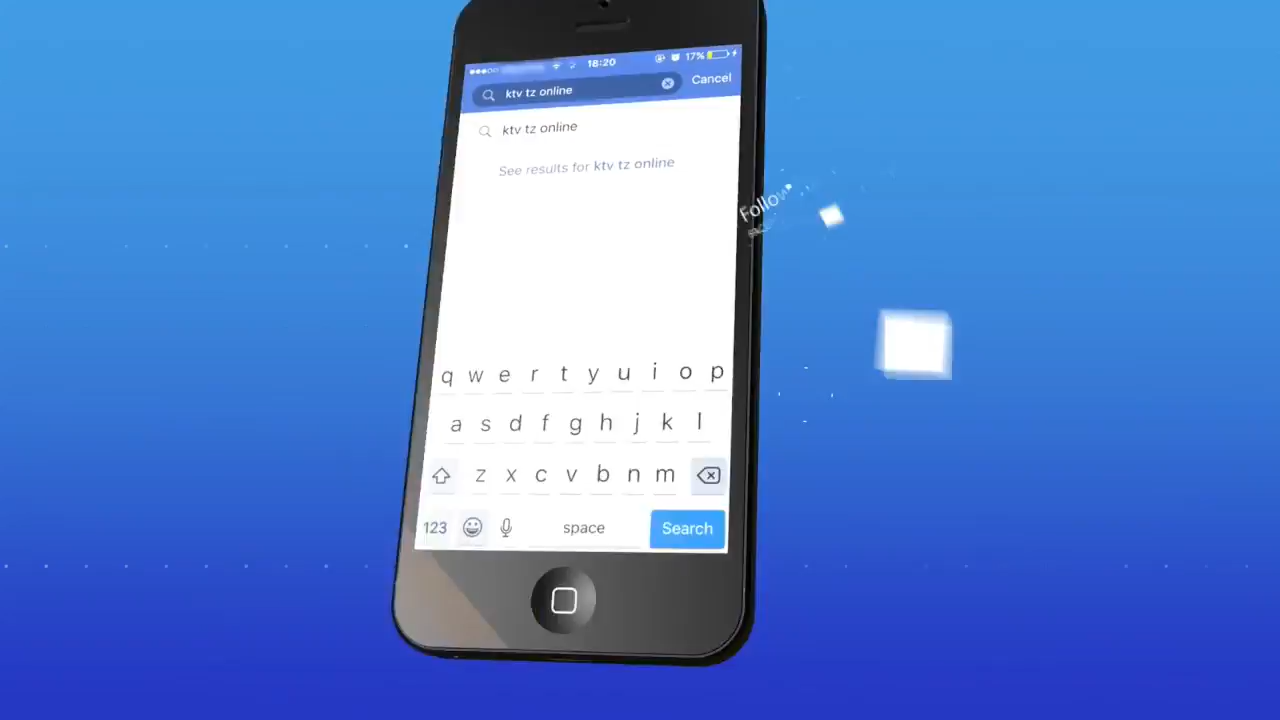 18:20
17%
ktv tz online
Cancel
ktv tz online
See results for ktv tz online
Follow
q w e r t y u i o p
a s d f g h j k l
z x c v b n m
123
space
Search